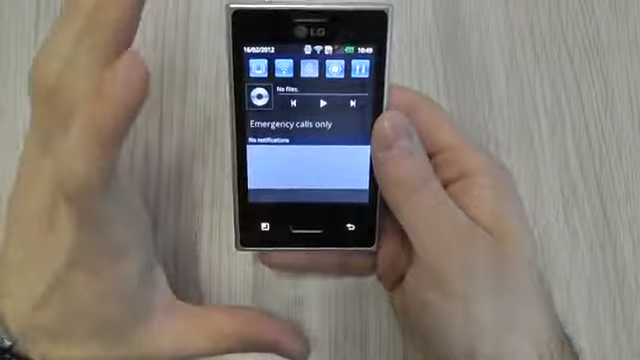 LG
16/02/2012 10:49
No files.
Emergency calls only
No notifications